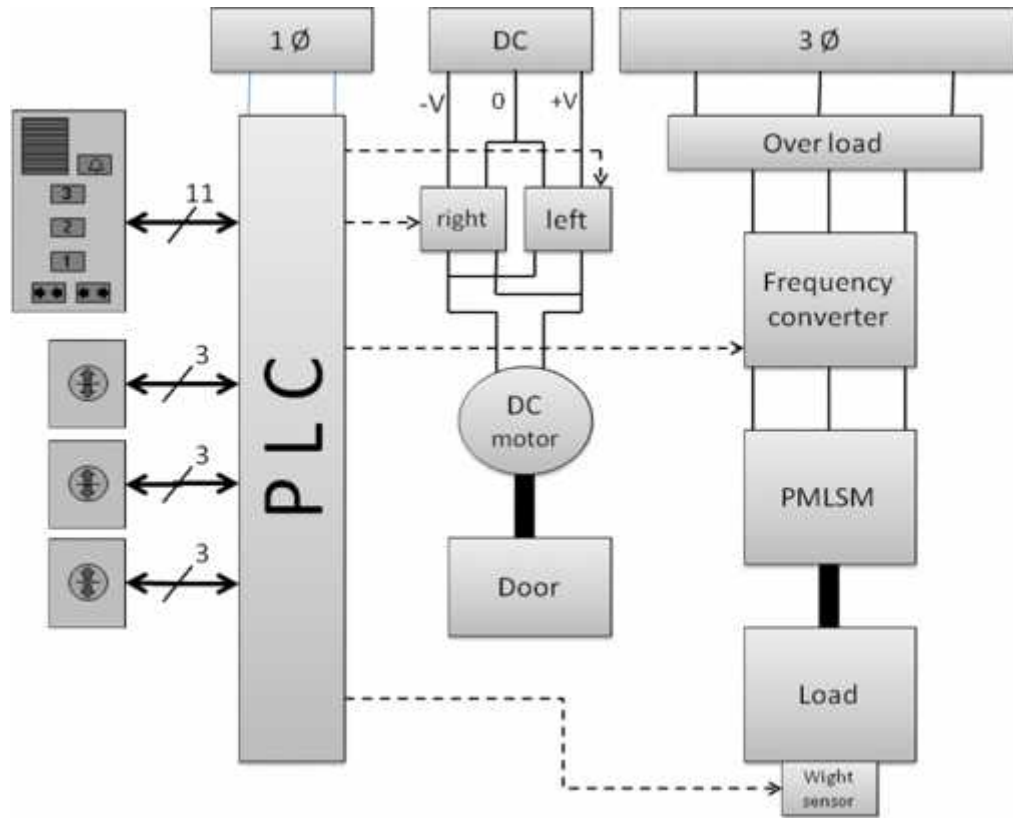 1 Ø
DC
3 Ø
-V
0
+V
Over load
3
2
1
11
right
left
Frequency
converter
3
3
3
PLC
DC
motor
PMLSM
Door
Load
Wight
sensor